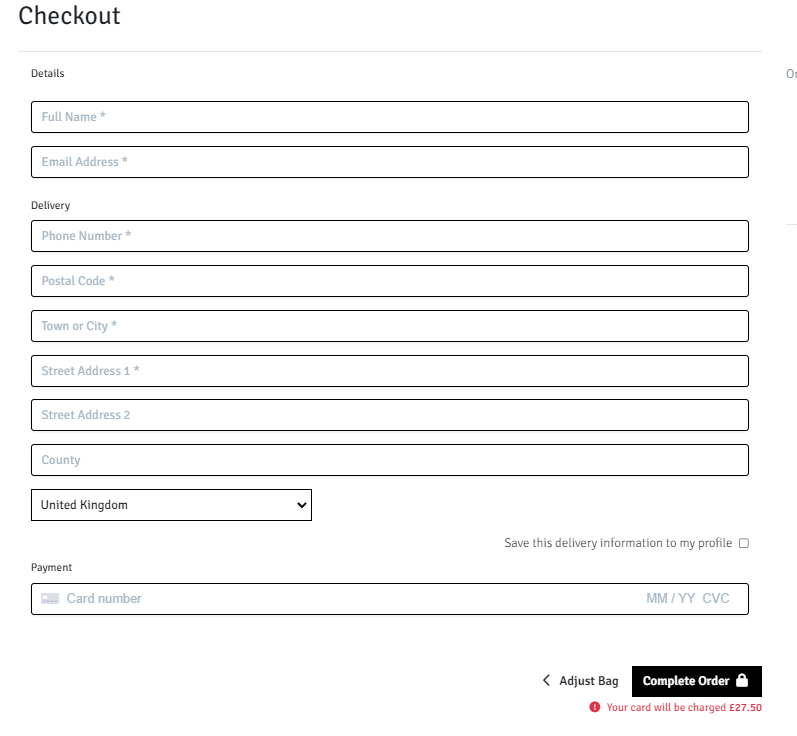 Checkout
Details
Full Name *
Email Address *
Delivery
Phone Number *
Postal Code *
Town or City *
Street Address 1 *
Street Address 2
County
United Kingdom
Save this delivery information to my profile
Payment
Card number MM / YY CVC
Adjust Bag Complete Order
Your card will be charged £27.50